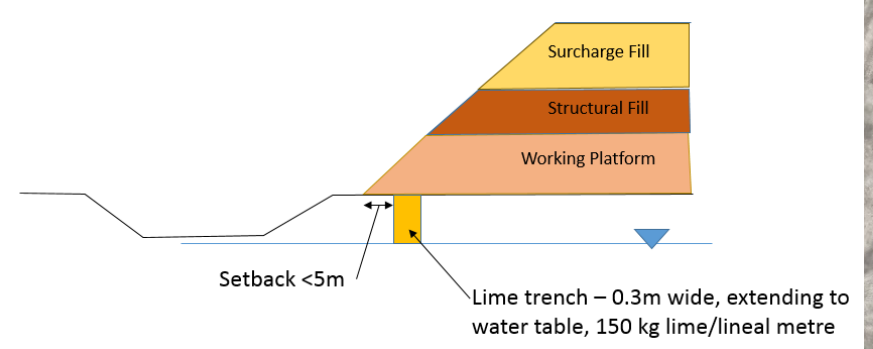 Surcharge Fill
Structural Fill
Working Platform
Setback <5m
Lime trench – 0.3m wide, extending to
water table, 150 kg lime/lineal metre